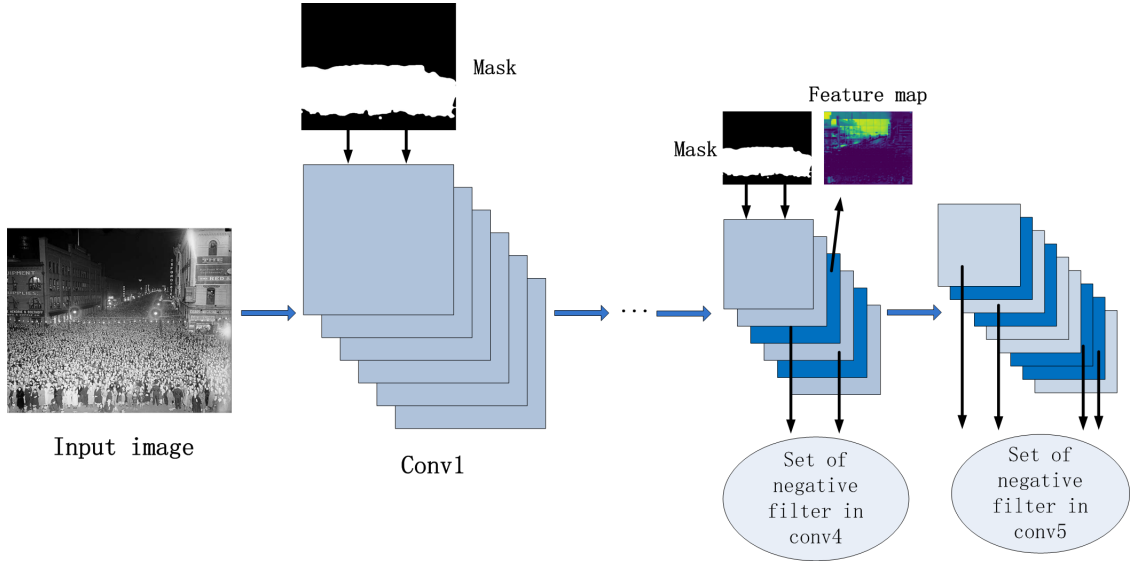 Mask
Feature map
Mask
THE
Input image
Conv1
...
Set of
negative
filter in
conv4
Set of
negative
filter in
conv5